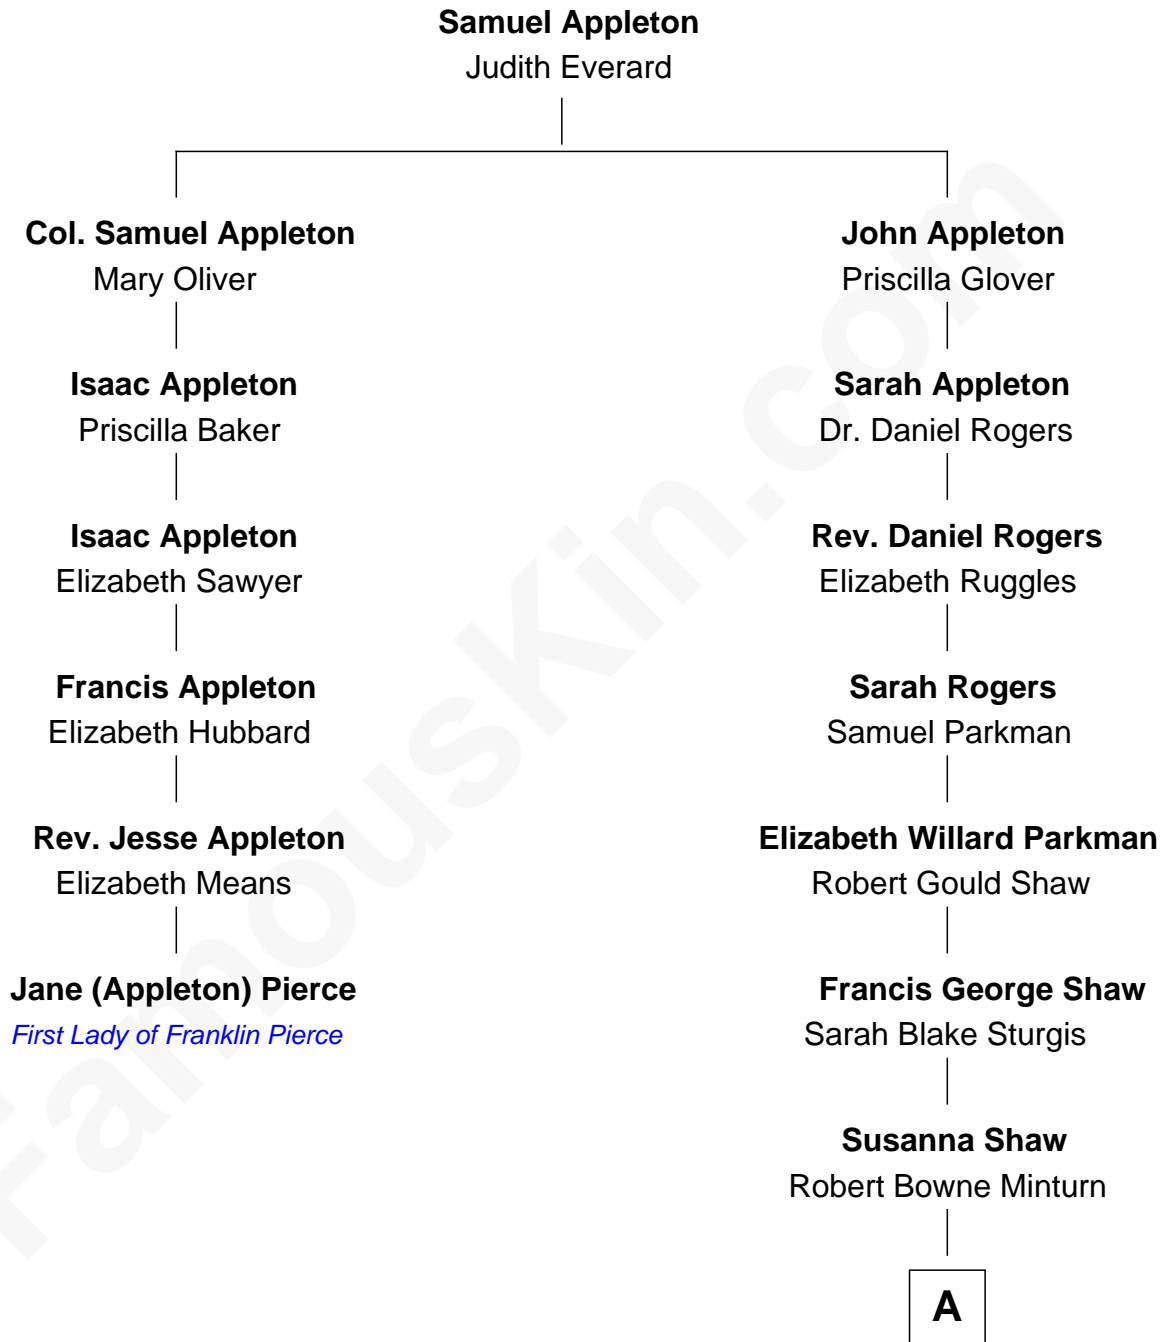 Samuel Appleton
Judith Everard
Col. Samuel Appleton
Mary Oliver
John Appleton
Priscilla Glover
Isaac Appleton
Priscilla Baker
Sarah Appleton
Dr. Daniel Rogers
Isaac Appleton
Elizabeth Sawyer
Rev. Daniel Rogers
Elizabeth Ruggles
Francis Appleton
Elizabeth Hubbard
Sarah Rogers
Samuel Parkman
Rev. Jesse Appleton
Elizabeth Means
Elizabeth Willard Parkman
Robert Gould Shaw
Jane (Appleton) Pierce
First Lady of Franklin Pierce
Francis George Shaw
Sarah Blake Sturgis
Susanna Shaw
Robert Bowne Minturn
A
FamousKin.com